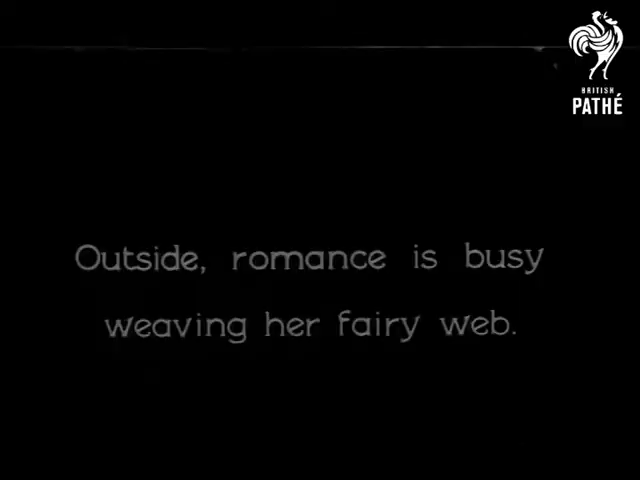 BRITISH
PATHÉ
Outside, romance is busy
weaving her fairy web.